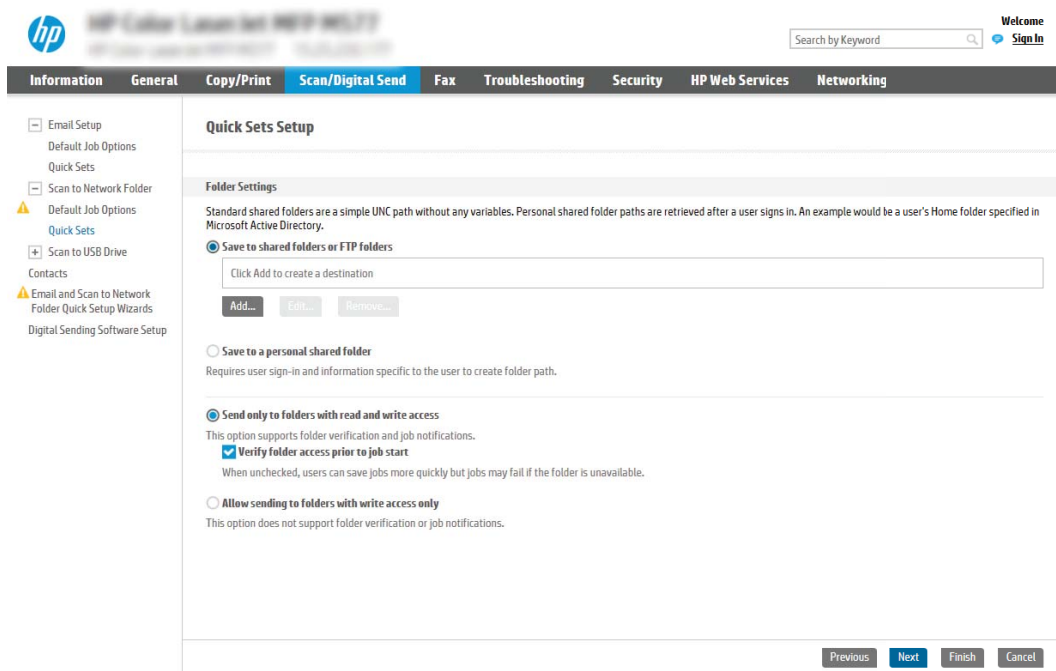 hp
Welcome
Search by Keyword
Sign In
Information General Copy/Print Scan/Digital Send Fax Troubleshooting Security HP Web Services Networking
Email Setup
Default Job Options
Quick Sets
Scan to Network Folder
Default Job Options
Quick Sets
Scan to USB Drive
Contacts
Email and Scan to Network
Folder Quick Setup Wizards
Digital Sending Software Setup
Quick Sets Setup
Folder Settings
Standard shared folders are a simple UNC path without any variables. Personal shared folder paths are retrieved after a user signs in. An example would be a user's Home folder specified in
Microsoft Active Directory.
Save to shared folders or FTP folders
Click Add to create a destination
Add... Edit... Remove...
Save to a personal shared folder
Requires user sign-in and information specific to the user to create folder path.
Send only to folders with read and write access
This option supports folder verification and job notifications.
Verify folder access prior to job start
When unchecked, users can save jobs more quickly but jobs may fail if the folder is unavailable.
Allow sending to folders with write access only
This option does not support folder verification or job notifications.
Previous Next Finish Cancel